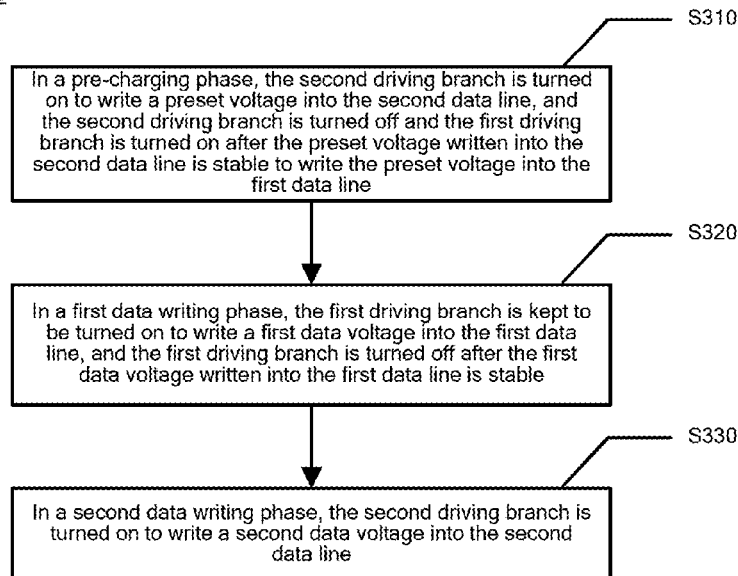 S310
In a pre-charging phase, the second driving branch is turned
on to write a preset voltage into the second data line, and
the second driving branch is turned off and the first driving
branch is turned on after the preset voltage written into the
second data line is stable to write the preset voltage into the
first data line
S320
In a first data writing phase, the first driving branch is kept to
be turned on to write a first data voltage into the first data
line, and the first driving branch is turned off after the first
data voltage written into the first data line is stable
S330
In a second data writing phase, the second driving branch is
turned on to write a second data voltage into the second
data line